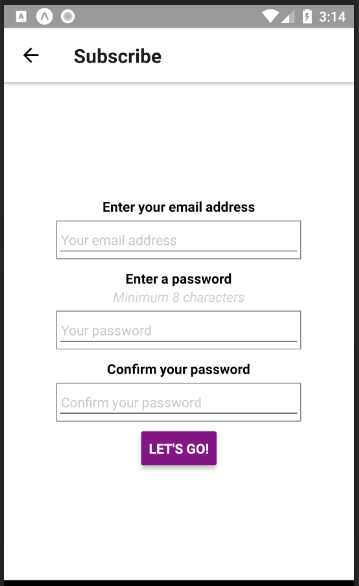 3:14
Subscribe
Enter your email address
Your email address
Enter a password
Minimum 8 characters
Your password
Confirm your password
Confirm your password
LET'S GO!